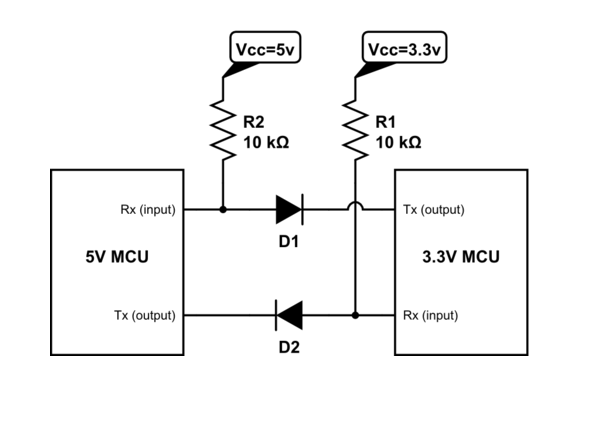 Vcc=5v
Vcc=3.3v
R2
10 kΩ
R1
10 kΩ
Rx (input)
Tx (output)
D1
5V MCU
3.3V MCU
Tx (output)
Rx (input)
D2